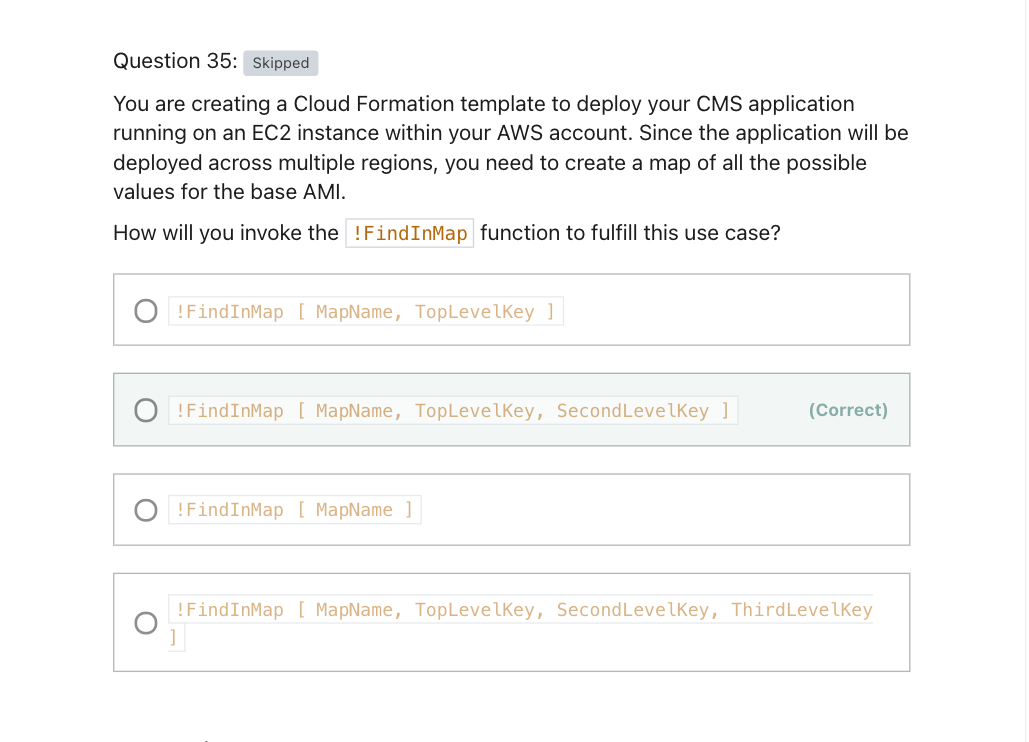 Question 35: Skipped
You are creating a Cloud Formation template to deploy your CMS application
running on an EC2 instance within your AWS account. Since the application will be
deployed across multiple regions, you need to create a map of all the possible
values for the base AMI.
How will you invoke the !FindInMap function to fulfill this use case?
!FindInMap [ MapName, TopLevelKey ]
!FindInMap [ MapName, TopLevelKey, SecondLevelKey ] (Correct)
!FindInMap [ MapName ]
!FindInMap [ MapName, TopLevelKey, SecondLevelKey, ThirdLevelKey
]